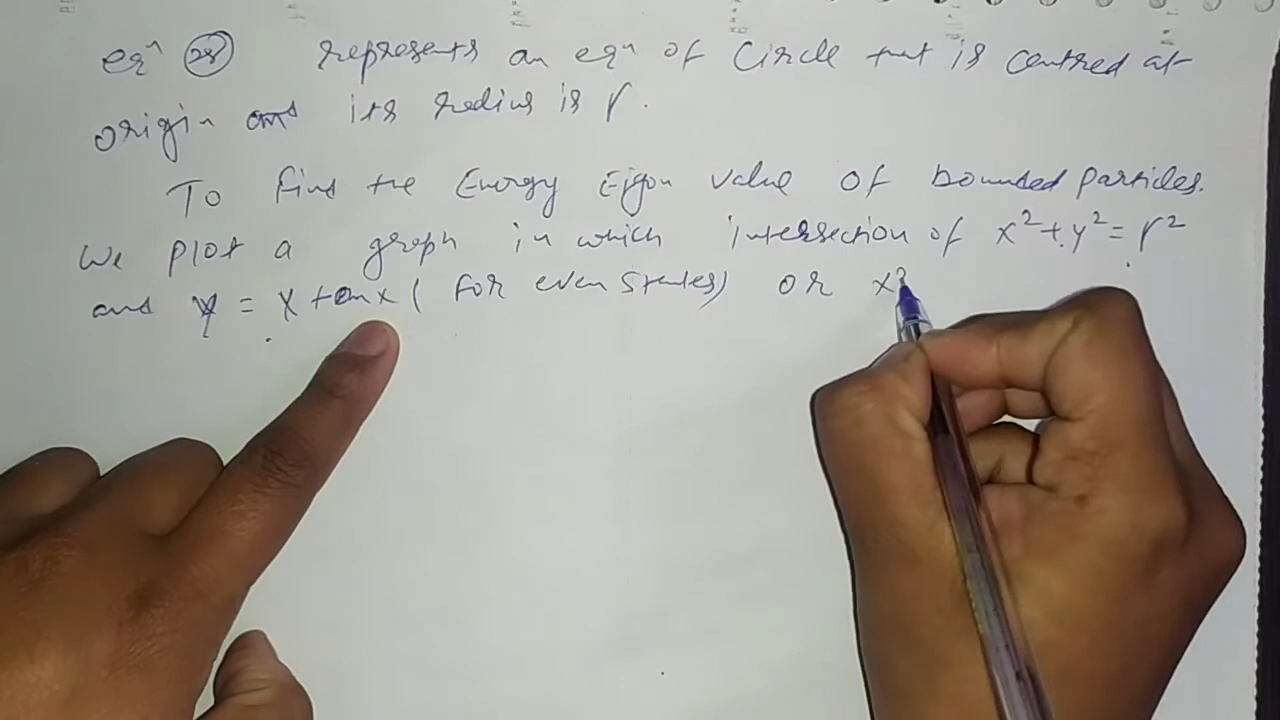 eqⁿ (28) represents an eqⁿ of Circle that is centred at
origin and its radius is r.
To find the Energy Eigen value of bounded particles.
We plot a graph in which intersection of x² + y² = r²
and y = x tan x ( for even states) or x²